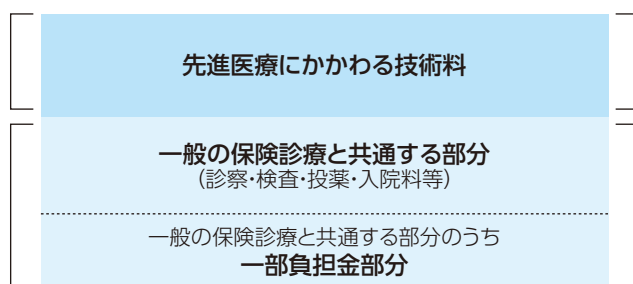 先進医療にかかわる技術料
一般の保険診療と共通する部分
（診察・検査・投薬・入院料等）
一般の保険診療と共通する部分のうち
一部負担金部分